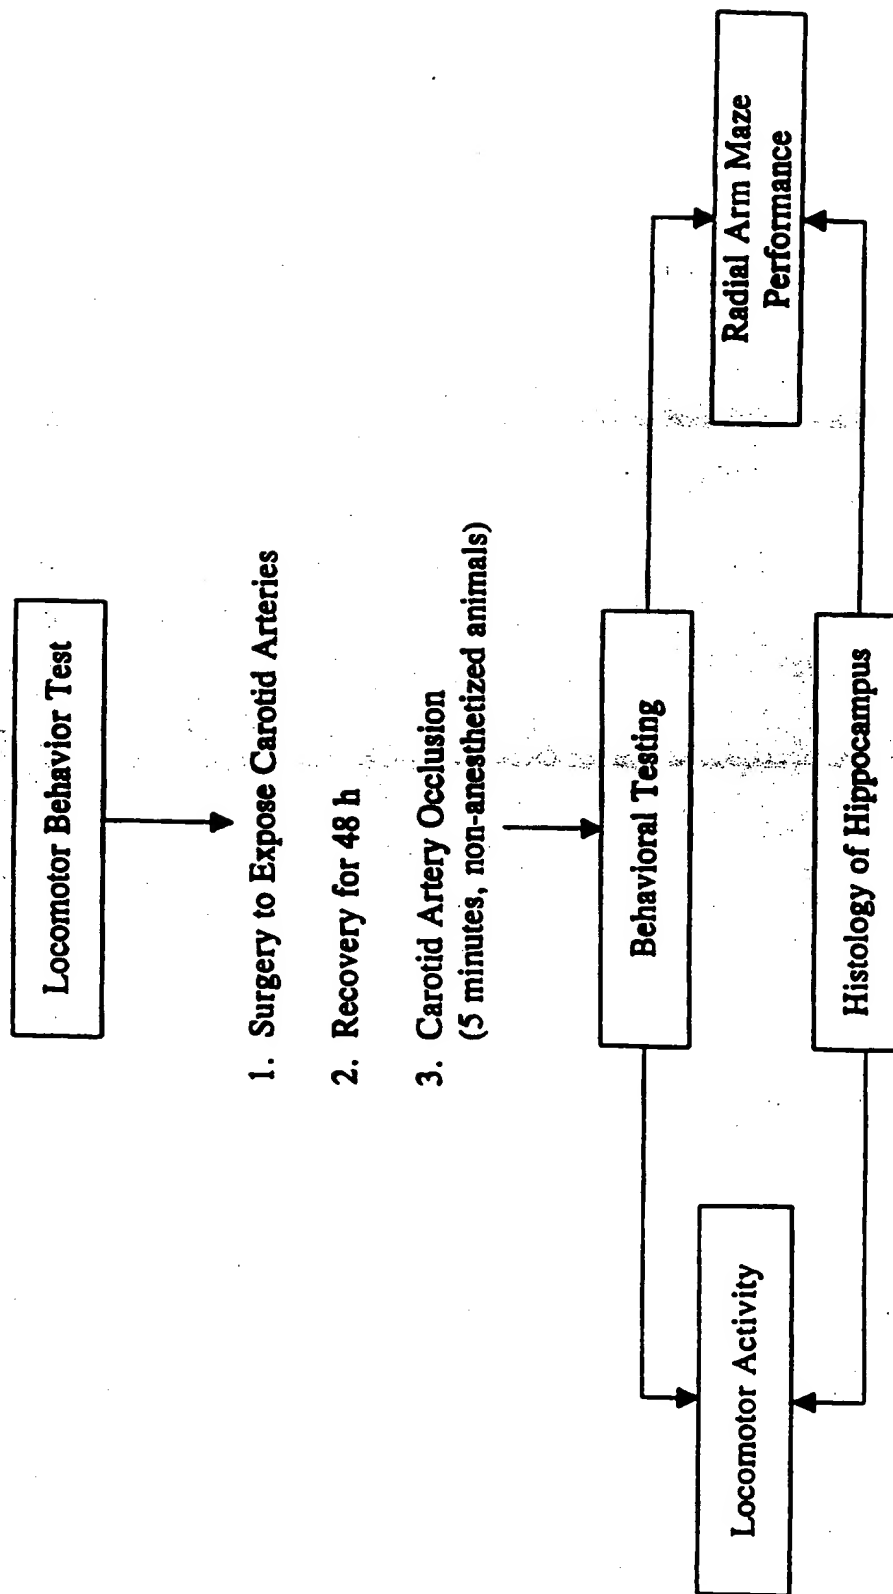 Locomotor Behavior Test
1. Surgery to Expose Carotid Arteries
2. Recovery for 48 h
3. Carotid Artery Occlusion
(5 minutes, non-anesthetized animals)
Behavioral Testing
Locomotor Activity
Radial Arm Maze
Performance
Histology of Hippocampus